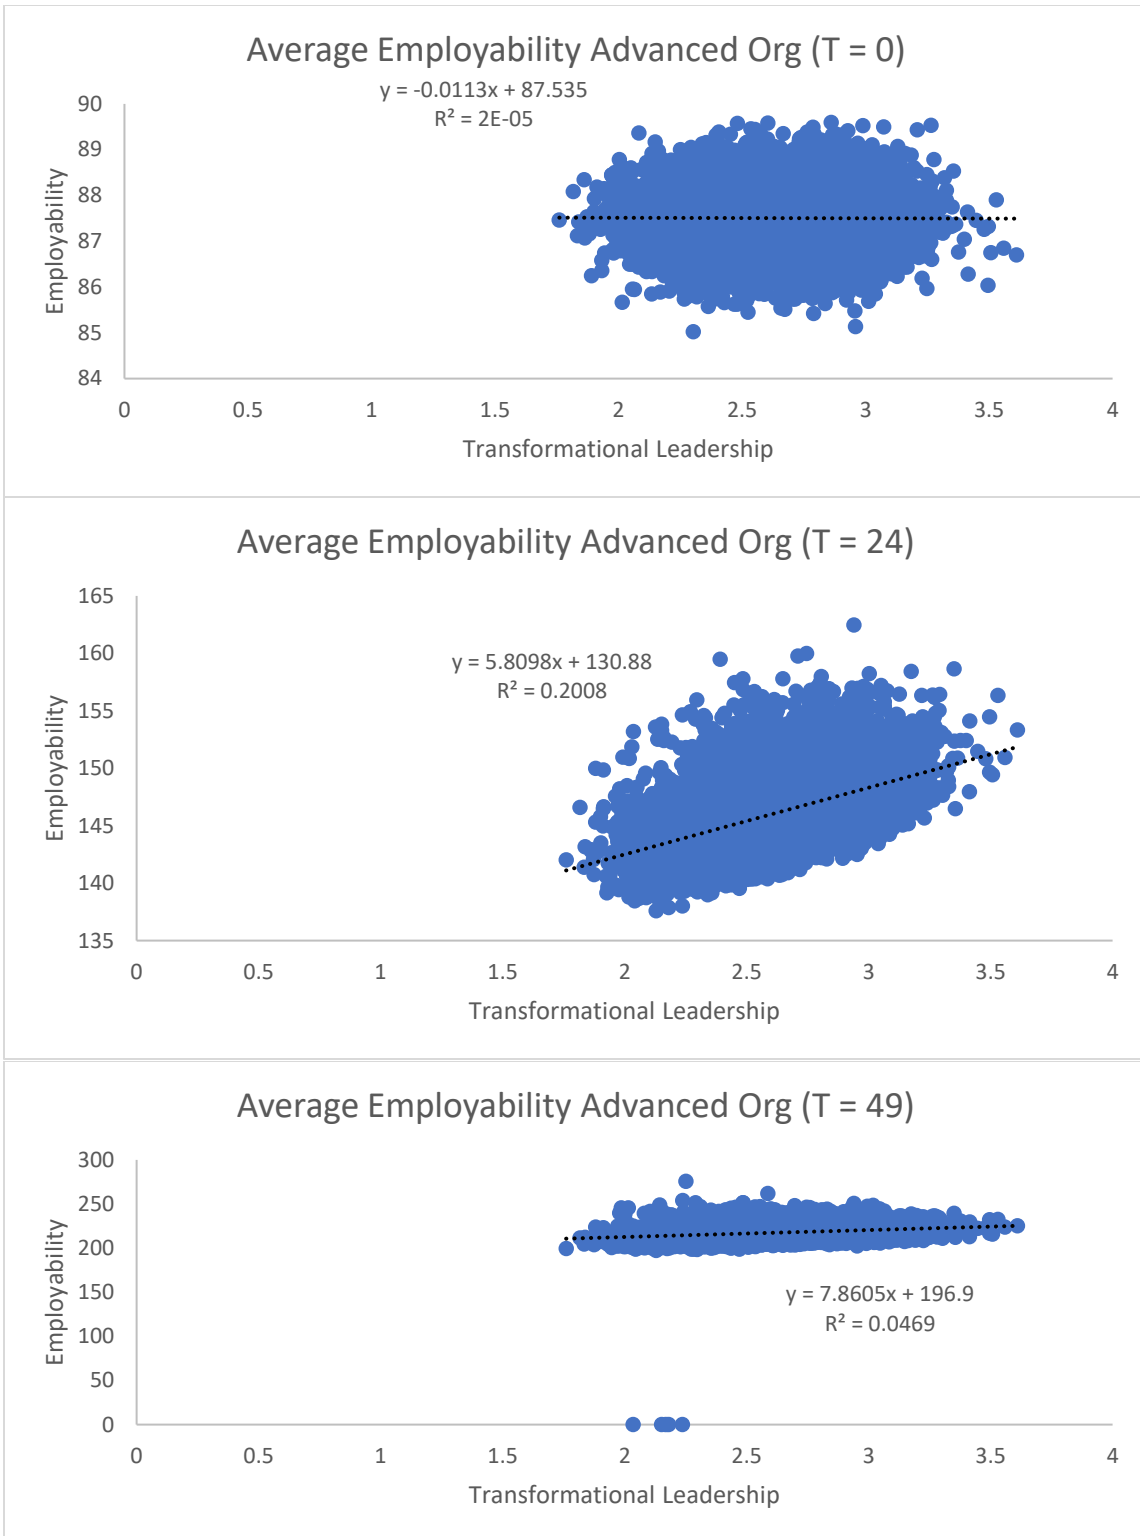 Average Employability Advanced Org (T = 0)
y = -0.0113x + 87.535
R² = 2E-05
90
89
88
87
86
85
84
Employability
0 0.5 1 1.5 2 2.5 3 3.5 4
Transformational Leadership
Average Employability Advanced Org (T = 24)
165
160
155
150
145
140
135
Employability
y = 5.8098x + 130.88
R² = 0.2008
0 0.5 1 1.5 2 2.5 3 3.5 4
Transformational Leadership
Average Employability Advanced Org (T = 49)
300
250
200
150
100
50
0
Employability
y = 7.8605x + 196.9
R² = 0.0469
0 0.5 1 1.5 2 2.5 3 3.5 4
Transformational Leadership